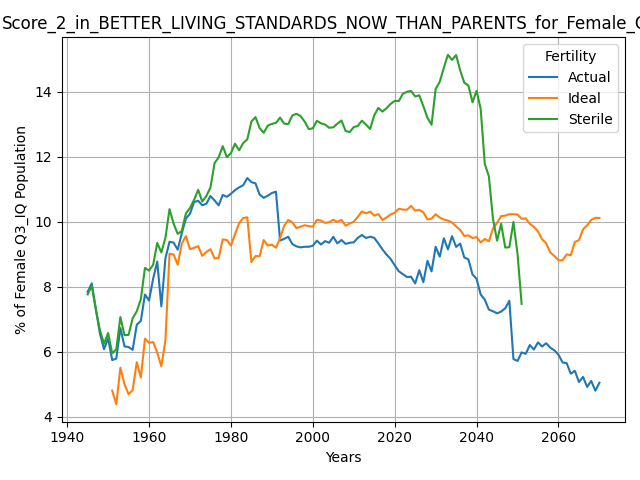 Score_2_in_BETTER_LIVING_STANDARDS_NOW_THAN_PARENTS_for_Female_
Fertility
Actual
Ideal
Sterile
% of Female Q3_IQ Population
14
12
10
8
6
4
1940
1960
1980
2000
2020
2040
2060
Years